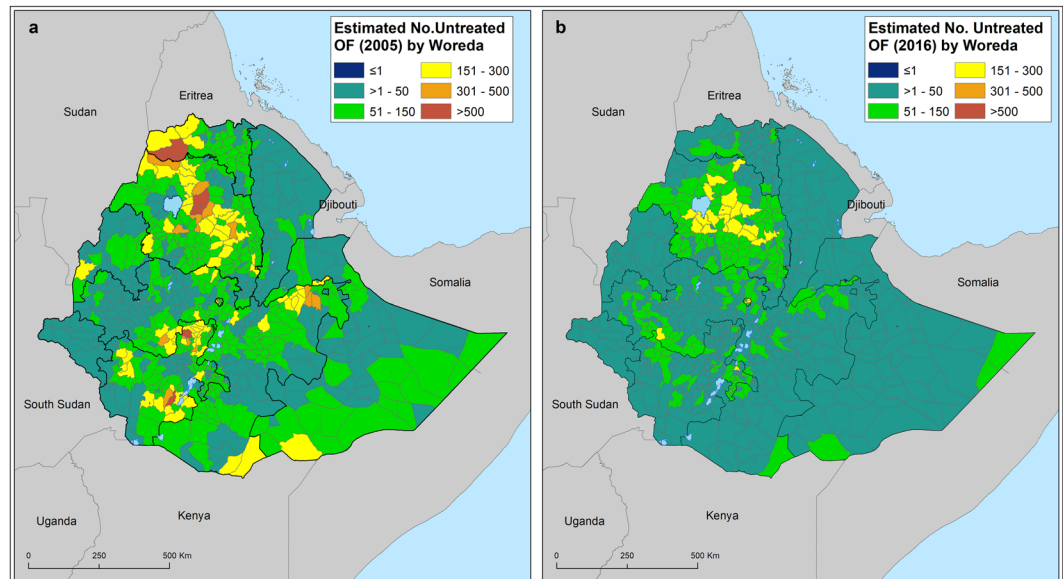 a
Estimated No.Untreated
OF (2005) by Woreda
≤1
>1 - 50
51 - 150
151 - 300
301 - 500
>500
Sudan
Eritrea
Djibouti
Somalia
South Sudan
Uganda
Kenya
0 500 Km
b
Estimated No. Untreated
OF (2016) by Woreda
≤1
>1 - 50
51 - 150
151 - 300
301 - 500
>500
Sudan
Eritrea
Djibouti
Somalia
South Sudan
Uganda
Kenya
0 500 Km